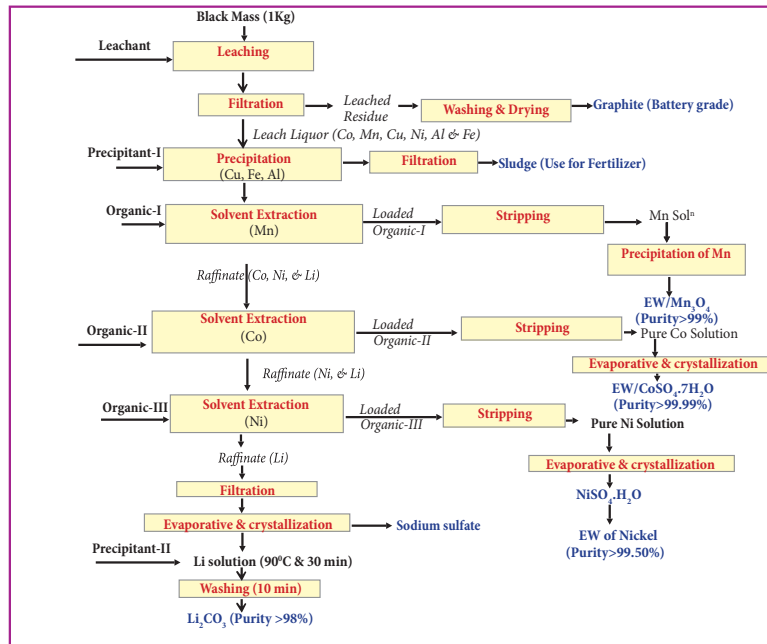 Black Mass (1Kg)
Leachant
Leaching
Filtration
Leached
Residue
Washing & Drying
Graphite (Battery grade)
Leach Liquor (Co, Mn, Cu, Ni, Al & Fe)
Precipitant-I
Precipitation
(Cu, Fe, Al)
Filtration
Sludge (Use for Fertilizer)
Organic-I
Solvent Extraction
(Mn)
Loaded
Organic-I
Stripping
Mn Solⁿ
Precipitation of Mn
EW/Mn₃O₄
(Purity>99%)
Raffinate (Co, Ni, & Li)
Organic-II
Solvent Extraction
(Co)
Loaded
Organic-II
Stripping
Pure Co Solution
Evaporative & crystallization
EW/CoSO₄.7H₂O
(Purity>99.99%)
Raffinate (Ni, & Li)
Organic-III
Solvent Extraction
(Ni)
Loaded
Organic-III
Stripping
Pure Ni Solution
Evaporative & crystallization
NiSO₄.H₂O
EW of Nickel
(Purity>99.50%)
Raffinate (Li)
Filtration
Evaporative & crystallization
Sodium sulfate
Precipitant-II
Li solution (90⁰C & 30 min)
Washing (10 min)
Li₂CO₃ (Purity >98%)